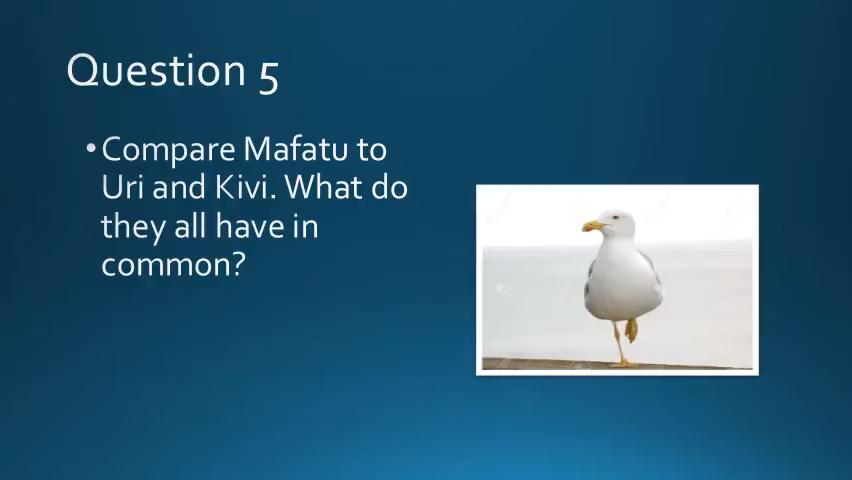 Question 5
•Compare Mafatu to
Uri and Kivi. What do
they all have in
common?